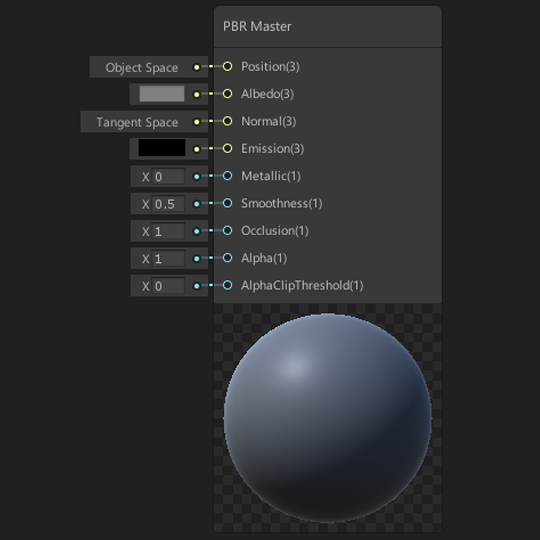 PBR Master
Object Space Position(3)
Albedo(3)
Tangent Space Normal(3)
Emission(3)
X 0 Metallic(1)
X 0.5 Smoothness(1)
X 1 Occlusion(1)
X 1 Alpha(1)
X 0 AlphaClipThreshold(1)